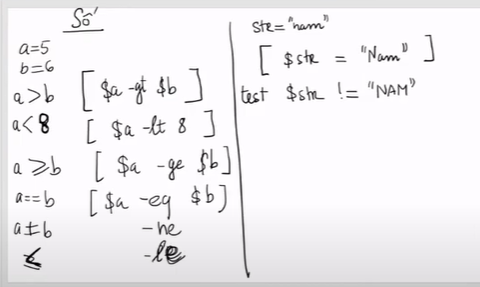 Số
a=5
b=6
a>b [ $a -gt $b ]
a<8 [ $a -lt 8 ]
a≥b [ $a -ge $b ]
a==b [ $a -eq $b ]
a±b -ne
≤ -le
str="nam"
[ $str = "Nam" ]
test $str != "NAM"